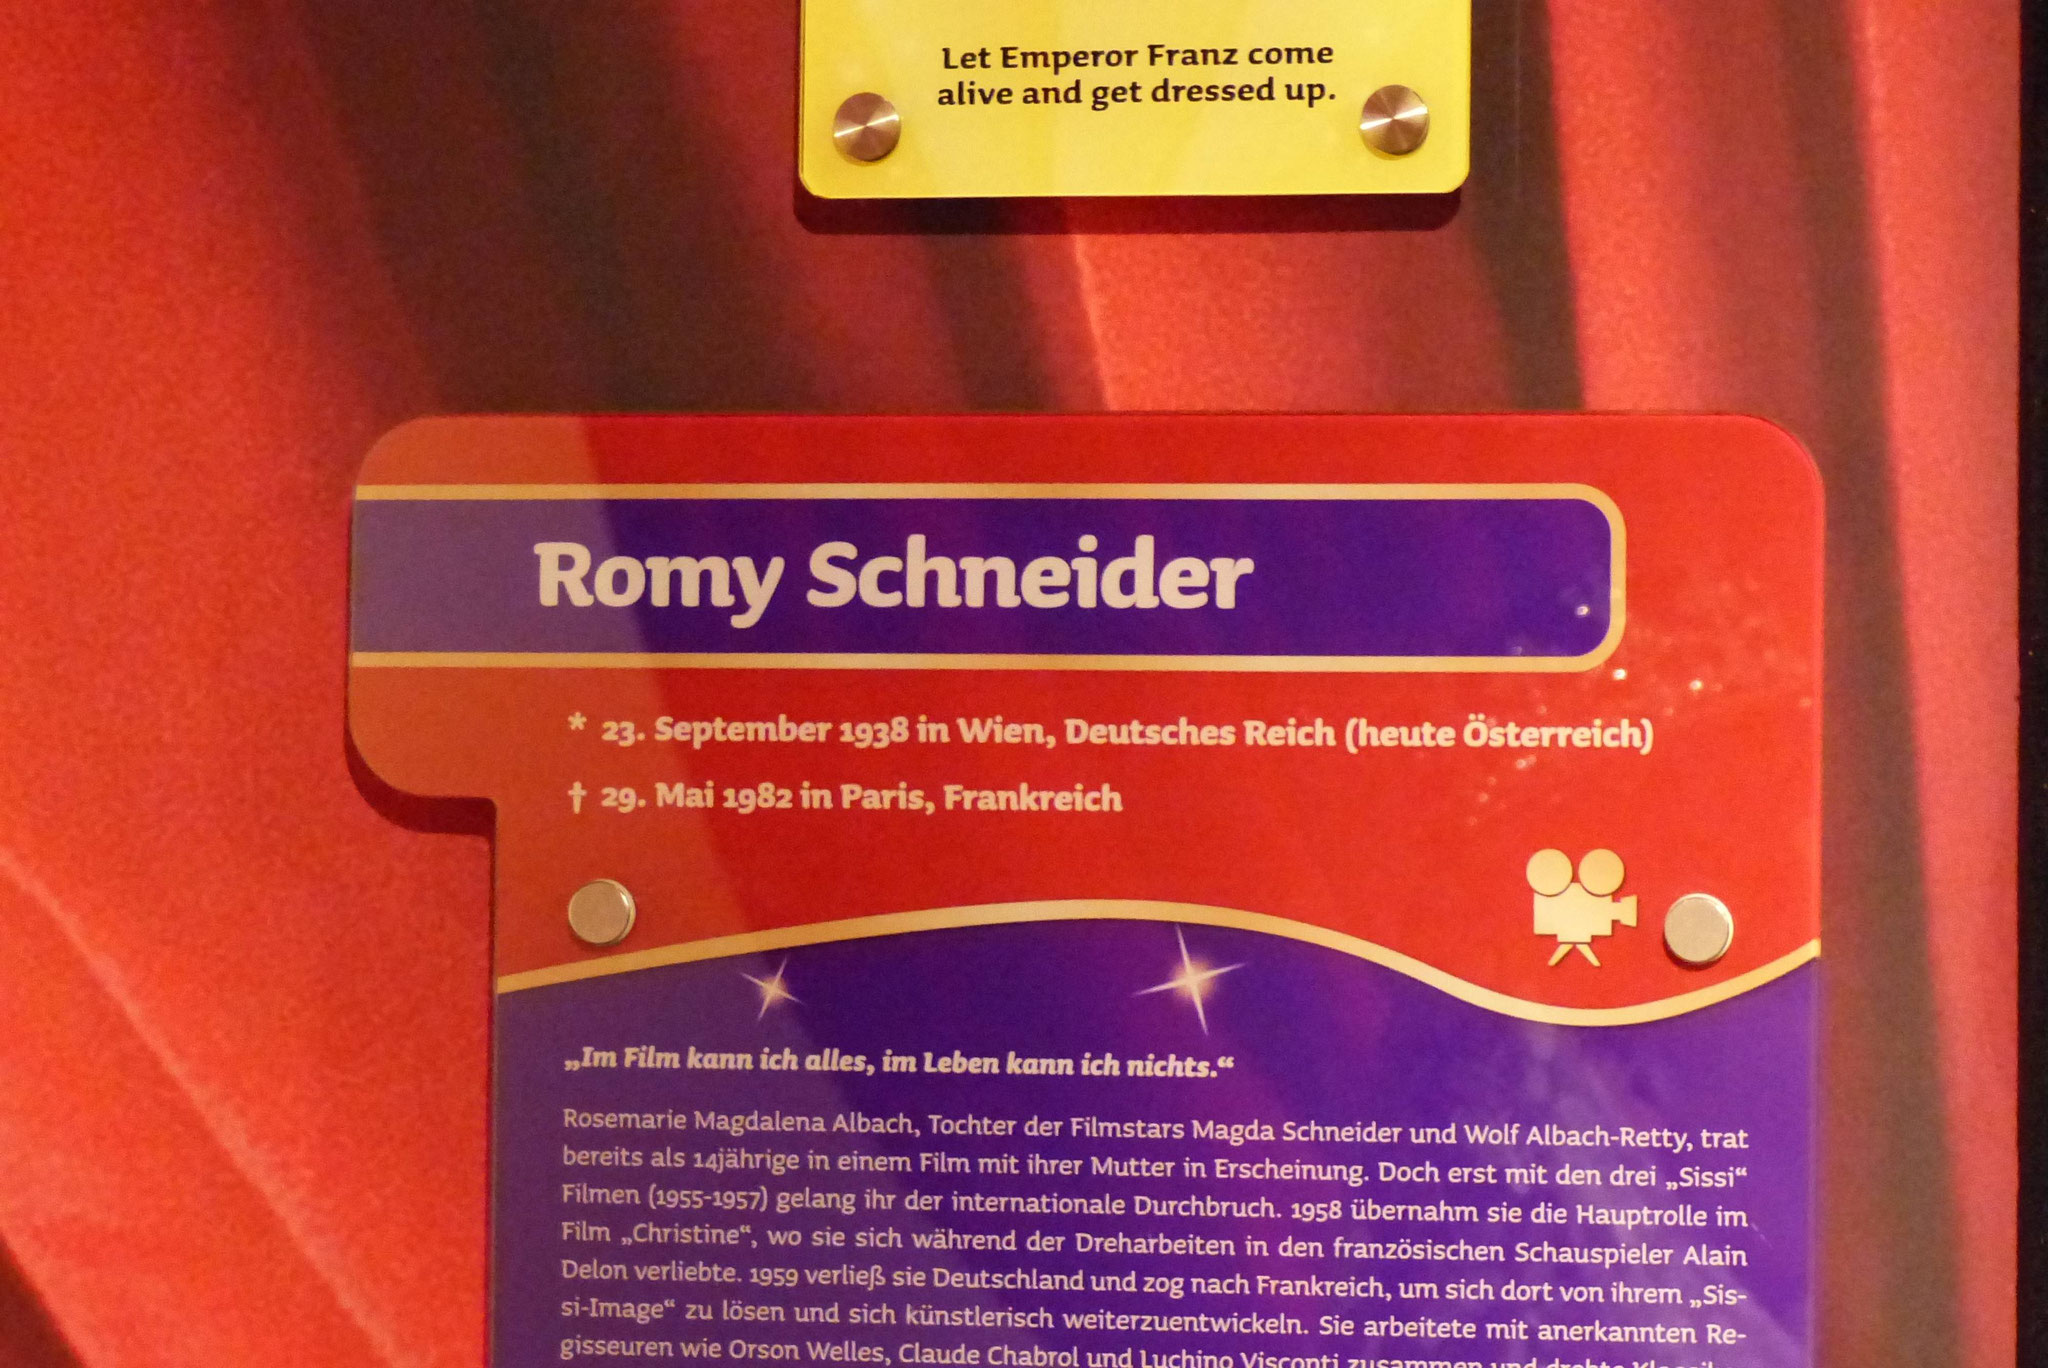 Let Emperor Franz come
alive and get dressed up.
Romy Schneider
* 23. September 1938 in Wien, Deutsches Reich (heute Österreich)
† 29. Mai 1982 in Paris, Frankreich
„Im Film kann ich alles, im Leben kann ich nichts.“
Rosemarie Magdalena Albach, Tochter der Filmstars Magda Schneider und Wolf Albach-Retty, trat
bereits als 14jährige in einem Film mit ihrer Mutter in Erscheinung. Doch erst mit den drei „Sissi“
Filmen (1955-1957) gelang ihr der internationale Durchbruch. 1958 übernahm sie die Hauptrolle im
Film „Christine“, wo sie sich während der Dreharbeiten in den französischen Schauspieler Alain
Delon verliebte. 1959 verließ sie Deutschland und zog nach Frankreich, um sich dort von ihrem „Sis-
si-Image“ zu lösen und sich künstlerisch weiterzuentwickeln. Sie arbeitete mit anerkannten Re-
gisseuren wie Orson Welles, Claude Chabrol und Luchino Visconti zusammen und drehte